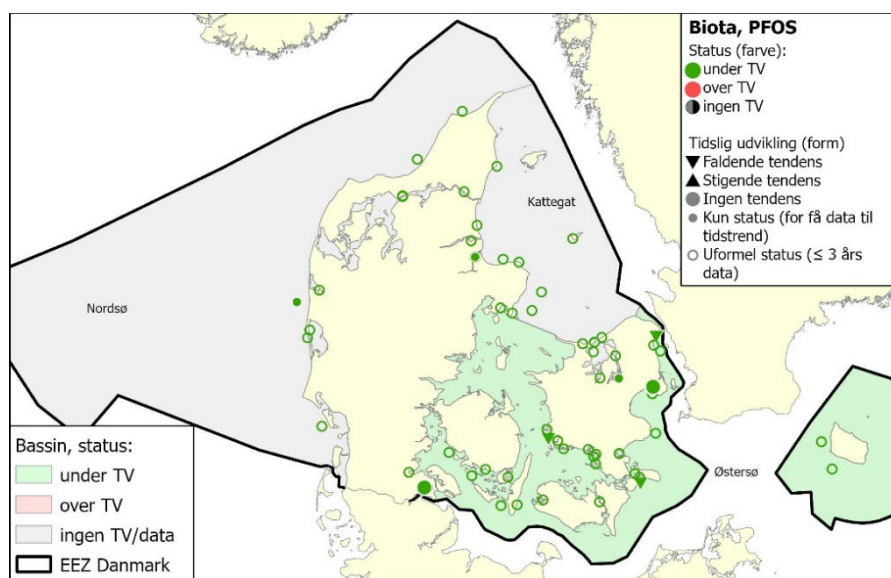 Biota, PFOS
Status (farve):
under TV
over TV
ingen TV
Tidslig udvikling (form)
Faldende tendens
Stigende tendens
Ingen tendens
Kun status (for få data til
tidstrend)
Uformel status (≤ 3 års
data)
Kattegat
Nordsø
Østersø
Bassin, status:
under TV
over TV
ingen TV/data
EEZ Danmark